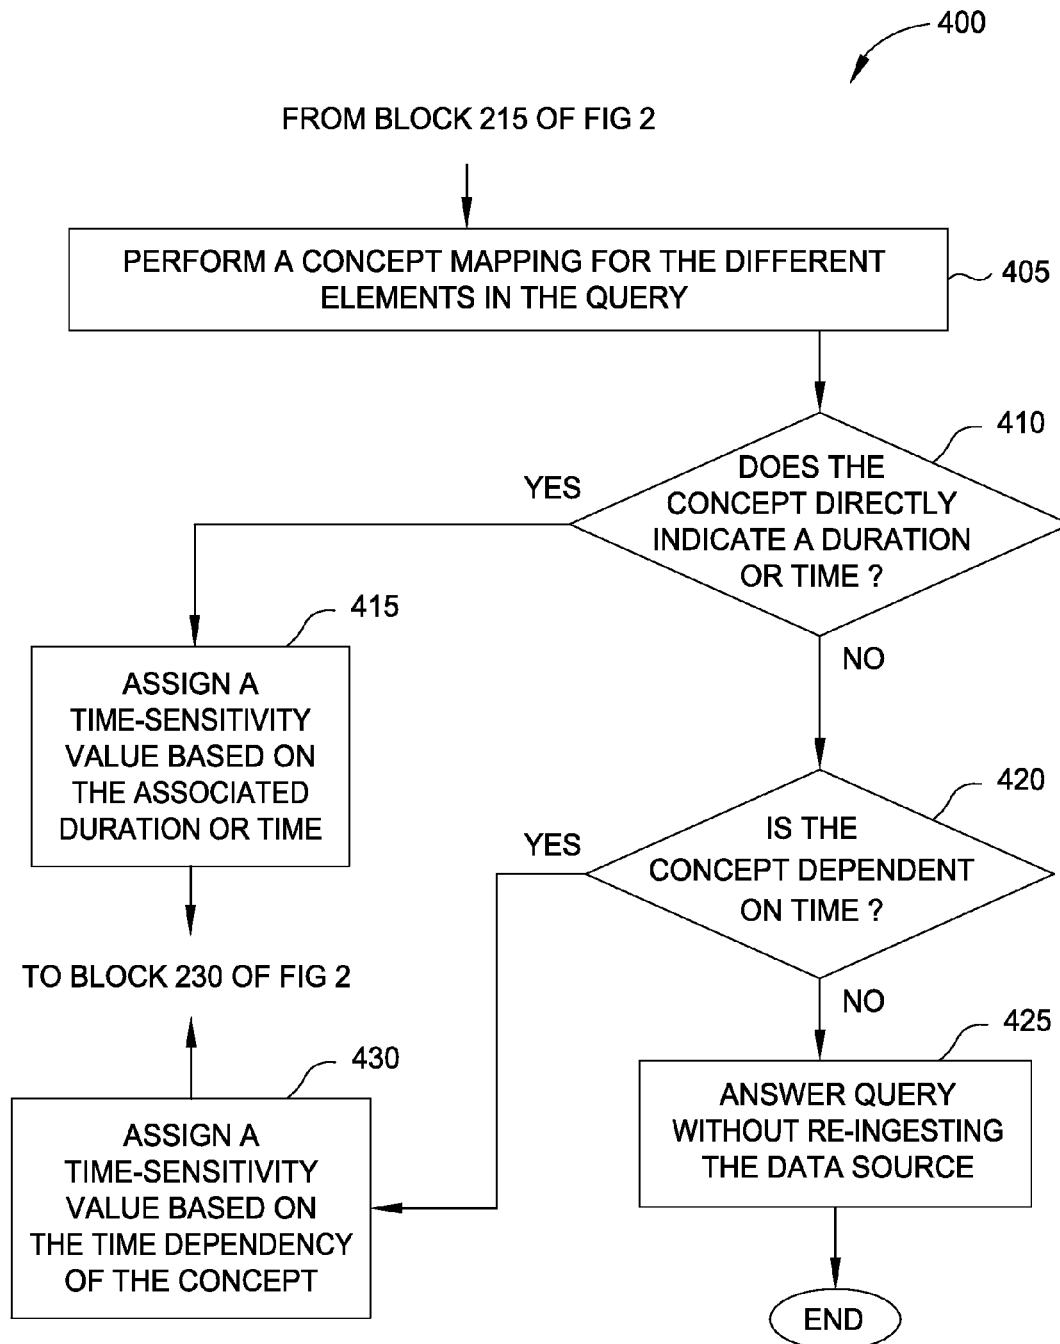 400
FROM BLOCK 215 OF FIG 2
PERFORM A CONCEPT MAPPING FOR THE DIFFERENT
ELEMENTS IN THE QUERY
405
410
DOES THE
CONCEPT DIRECTLY
INDICATE A DURATION
OR TIME ?
YES
NO
415
ASSIGN A
TIME-SENSITIVITY
VALUE BASED ON
THE ASSOCIATED
DURATION OR TIME
420
IS THE
CONCEPT DEPENDENT
ON TIME ?
YES
NO
TO BLOCK 230 OF FIG 2
430
ASSIGN A
TIME-SENSITIVITY
VALUE BASED ON
THE TIME DEPENDENCY
OF THE CONCEPT
425
ANSWER QUERY
WITHOUT RE-INGESTING
THE DATA SOURCE
END